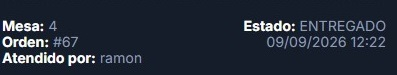 Mesa: 4
Estado: ENTREGADO
Orden: #67
09/09/2026 12:22
Atendido por: ramon